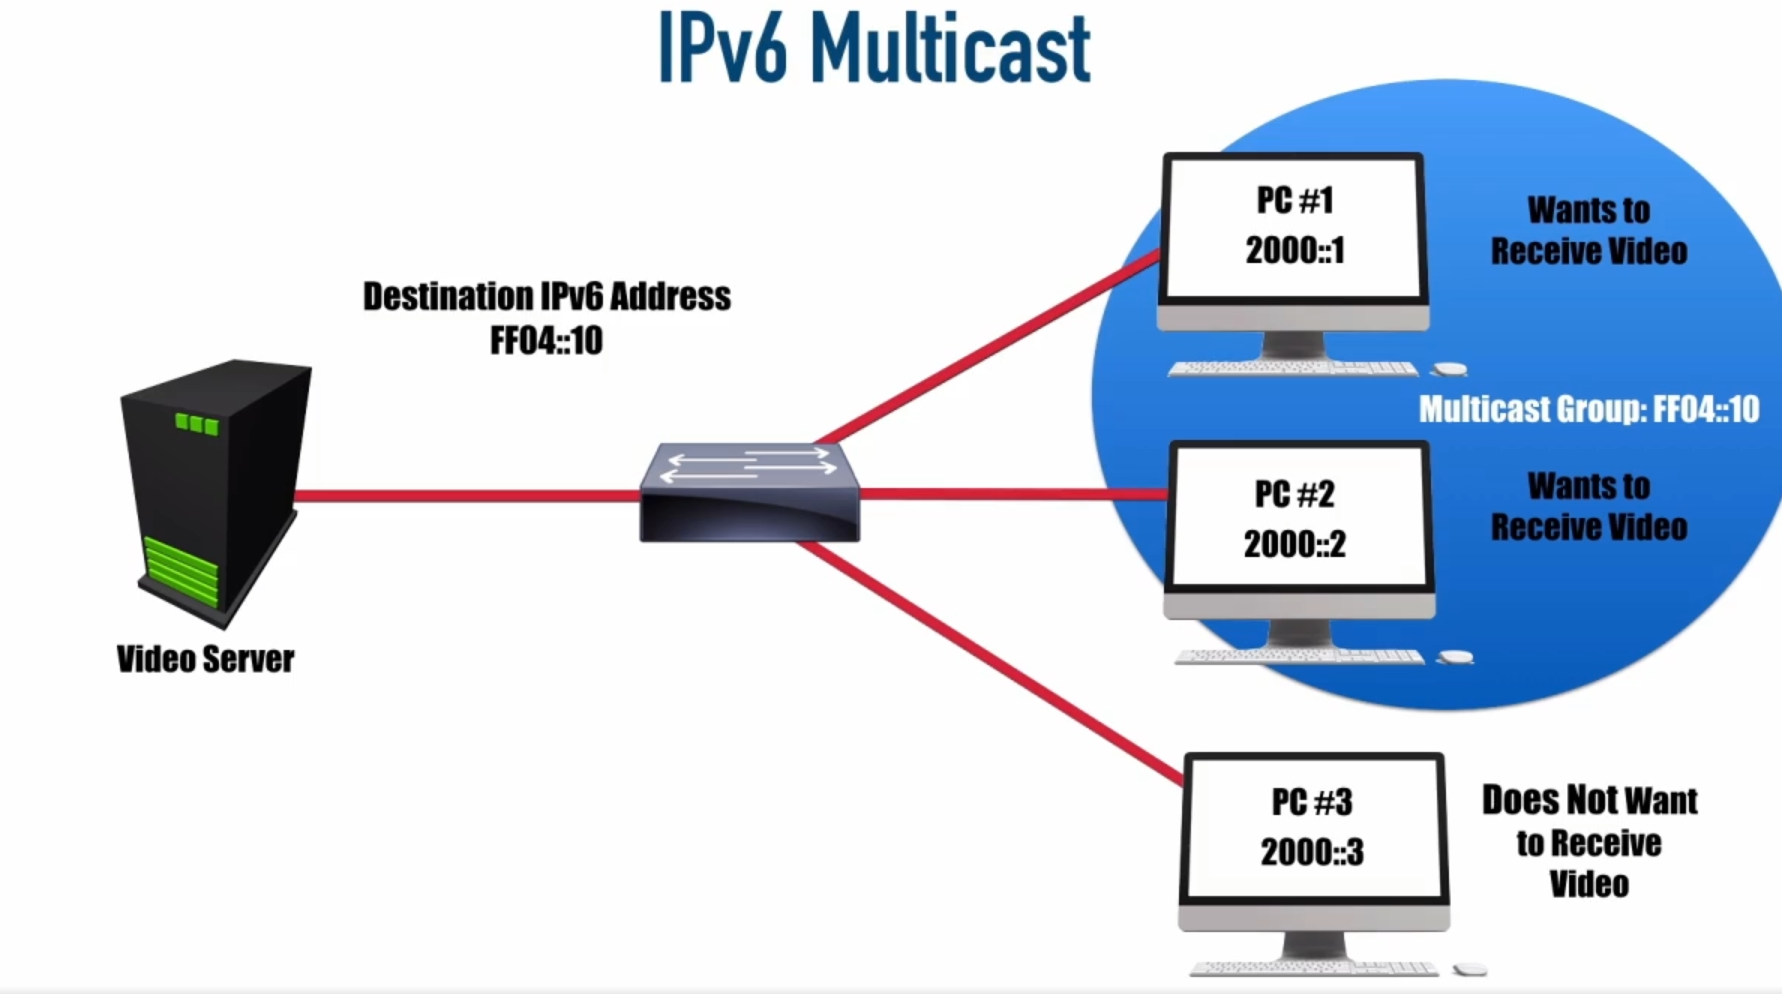 IPv6 Multicast
Destination IPv6 Address
FF04::10
Video Server
PC #1
2000::1
Wants to
Receive Video
Multicast Group: FF04::10
PC #2
2000::2
Wants to
Receive Video
PC #3
2000::3
Does Not Want
to Receive
Video